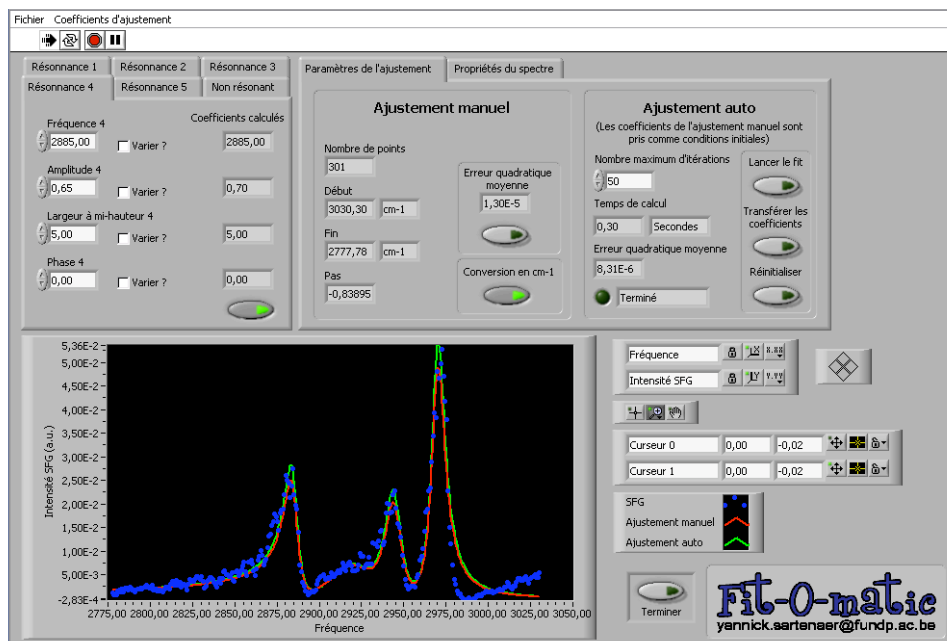 Fichier Coefficients d'ajustement
Résonnance 1 Résonnance 2 Résonnance 3
Résonnance 4 Résonnance 5 Non résonant
Fréquence 4 Coefficients calculés
2885,00 Varier ? 2885,00
Amplitude 4
0,65 Varier ? 0,70
Largeur à mi-hauteur 4
5,00 Varier ? 5,00
Phase 4
0,00 Varier ? 0,00
Paramètres de l'ajustement Propriétés du spectre
Ajustement manuel
Nombre de points
301
Début
3030,30 cm-1
Fin
2777,78 cm-1
Pas
-0,83895
Erreur quadratique
moyenne
1,30E-5
Conversion en cm-1
Ajustement auto
(Les coefficients de l'ajustement manuel sont
pris comme conditions initiales)
Nombre maximum d'itérations
50
Temps de calcul
0,30 Secondes
Erreur quadratique moyenne
8,31E-6
Terminé
Lancer le fit
Transférer les
coefficients
Réinitialiser
Intensité SFG (a.u.)
5,36E-2
4,50E-2
4,00E-2
3,50E-2
3,00E-2
2,50E-2
2,00E-2
1,50E-2
1,00E-2
5,00E-3
-2,83E-4
2775,00 2800,00 2825,00 2850,00 2875,00 2900,00 2925,00 2950,00 2975,00 3000,00 3025,00 3050,00
Fréquence
Fréquence X.XX
Intensité SFG Y.YY
Curseur 0 0,00 -0,02
Curseur 1 0,00 -0,02
SFG
Ajustement manuel
Ajustement auto
Terminer
Fit-O-matic
yannick.sartenaer@fundp.ac.be